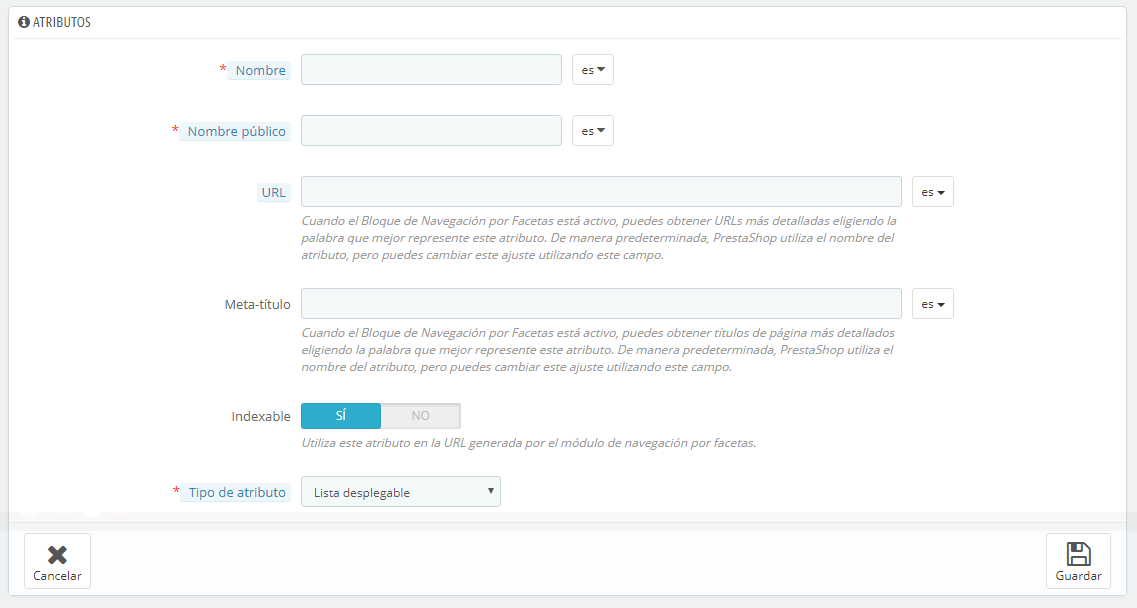 ATRIBUTOS
* Nombre es
* Nombre público es
URL es
Cuando el Bloque de Navegación por Facetas está activo, puedes obtener URLs más detalladas eligiendo la
palabra que mejor represente este atributo. De manera predeterminada, PrestaShop utiliza el nombre del
atributo, pero puedes cambiar este ajuste utilizando este campo.
Meta-título es
Cuando el Bloque de Navegación por Facetas está activo, puedes obtener títulos de página más detallados
eligiendo la palabra que mejor represente este atributo. De manera predeterminada, PrestaShop utiliza el
nombre del atributo, pero puedes cambiar este ajuste utilizando este campo.
Indexable SÍ NO
Utiliza este atributo en la URL generada por el módulo de navegación por facetas.
* Tipo de atributo Lista desplegable
Cancelar Guardar